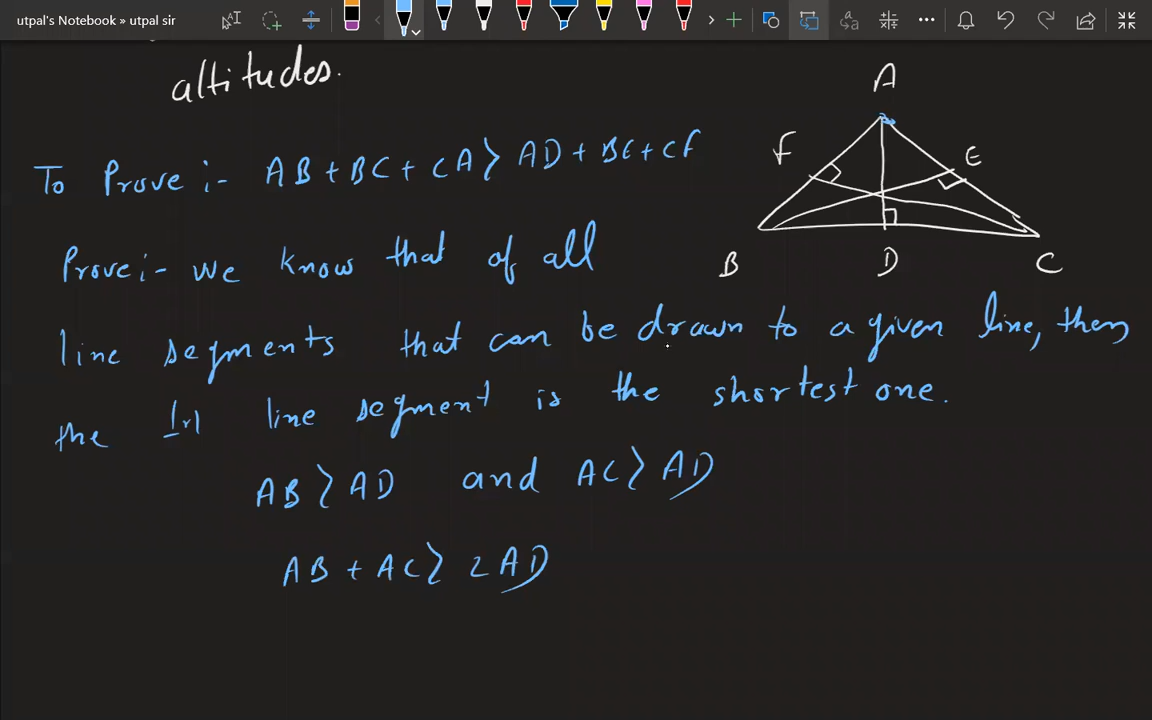 utpal's Notebook » utpal sir
altitudes.
To Prove :- AB + BC + CA > AD + BE + CF
Prove :- We know that of all
line segments that can be drawn to a given line, then
the ⊥ line segment is the shortest one.
AB > AD and AC > AD
AB + AC > 2AD
A
F
E
B
D
C